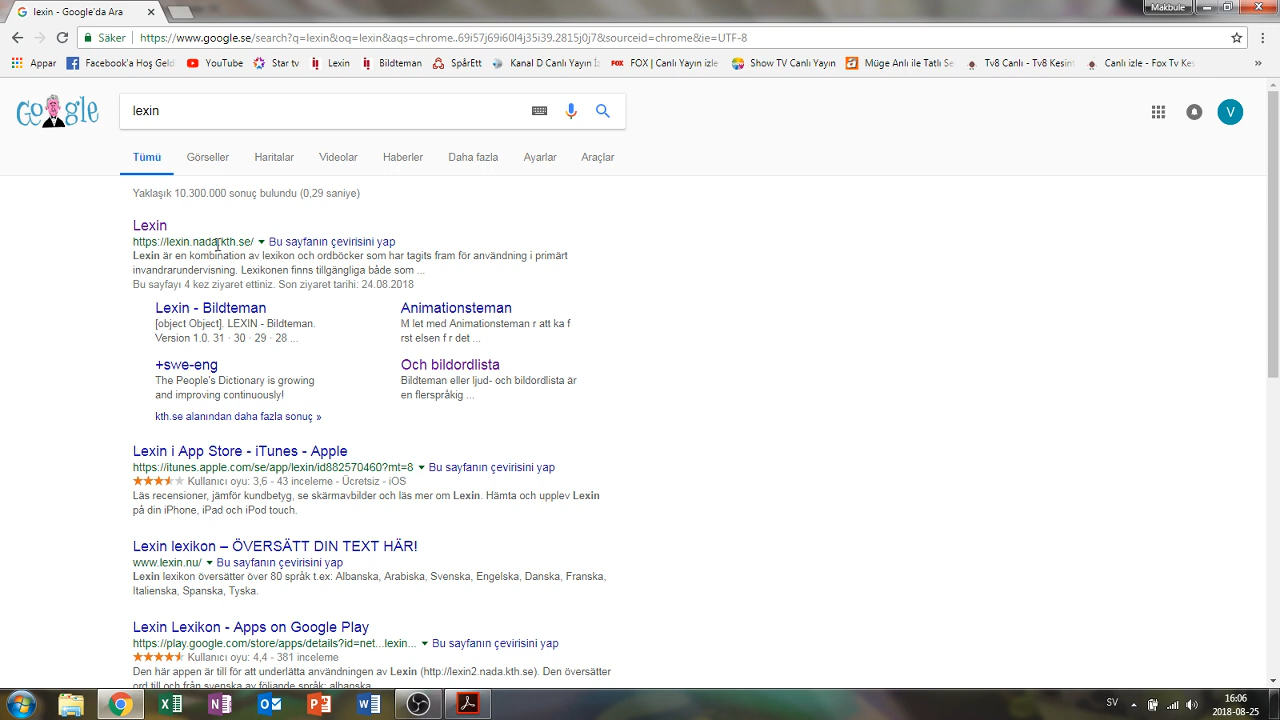 lexin - Google'da Ara
Makbule
Säker
https://www.google.se/search?q=lexin&oq=lexin&aqs=chrome..69i57j69i60l4j35i39.2815j0j7&sourceid=chrome&ie=UTF-8
Appar Facebook'a Hoş Geld YouTube Star tv Lexin Bildteman SpårEtt Kanal D Canlı Yayın İz FOX | Canlı Yayın izle Show TV Canlı Yayın Müge Anlı ile Tatlı Se Tv8 Canlı - Tv8 Kesint Canlı izle - Fox Tv Kes
Google
lexin
V
Tümü Görseller Haritalar Videolar Haberler Daha fazla Ayarlar Araçlar
Yaklaşık 10.300.000 sonuç bulundu (0,29 saniye)
Lexin
https://lexin.nada.kth.se/ Bu sayfanın çevirisini yap
Lexin är en kombination av lexikon och ordböcker som har tagits fram för användning i primärt
invandrarundervisning. Lexikonen finns tillgängliga både som ...
Bu sayfayı 4 kez ziyaret ettiniz. Son ziyaret tarihi: 24.08.2018
Lexin - Bildteman
[object Object]. LEXIN - Bildteman.
Version 1.0. 31 · 30 · 29 · 28 ...
Animationsteman
M let med Animationsteman r att ka f
rst elsen f r det ...
+swe-eng
The People's Dictionary is growing
and improving continuously!
Och bildordlista
Bildteman eller ljud- och bildordlista är
en flerspråkig ...
kth.se alanından daha fazla sonuç »
Lexin i App Store - iTunes - Apple
https://itunes.apple.com/se/app/lexin/id882570460?mt=8 Bu sayfanın çevirisini yap
Kullanıcı oyu: 3,6 - 43 inceleme - Ücretsiz - iOS
Läs recensioner, jämför kundbetyg, se skärmavbilder och läs mer om Lexin. Hämta och upplev Lexin
på din iPhone, iPad och iPod touch.
Lexin lexikon – ÖVERSÄTT DIN TEXT HÄR!
www.lexin.nu/ Bu sayfanın çevirisini yap
Lexin lexikon översätter över 80 språk t.ex: Albanska, Arabiska, Svenska, Engelska, Danska, Franska,
Italienska, Spanska, Tyska.
Lexin Lexikon - Apps on Google Play
https://play.google.com/store/apps/details?id=net...lexin... Bu sayfanın çevirisini yap
Kullanıcı oyu: 4,4 - 381 inceleme
Den här appen är till för att underlätta användningen av Lexin (http://lexin2.nada.kth.se). Den översätter
ord till och från svenska av följande språk: albanska,
SV
16:06
2018-08-25